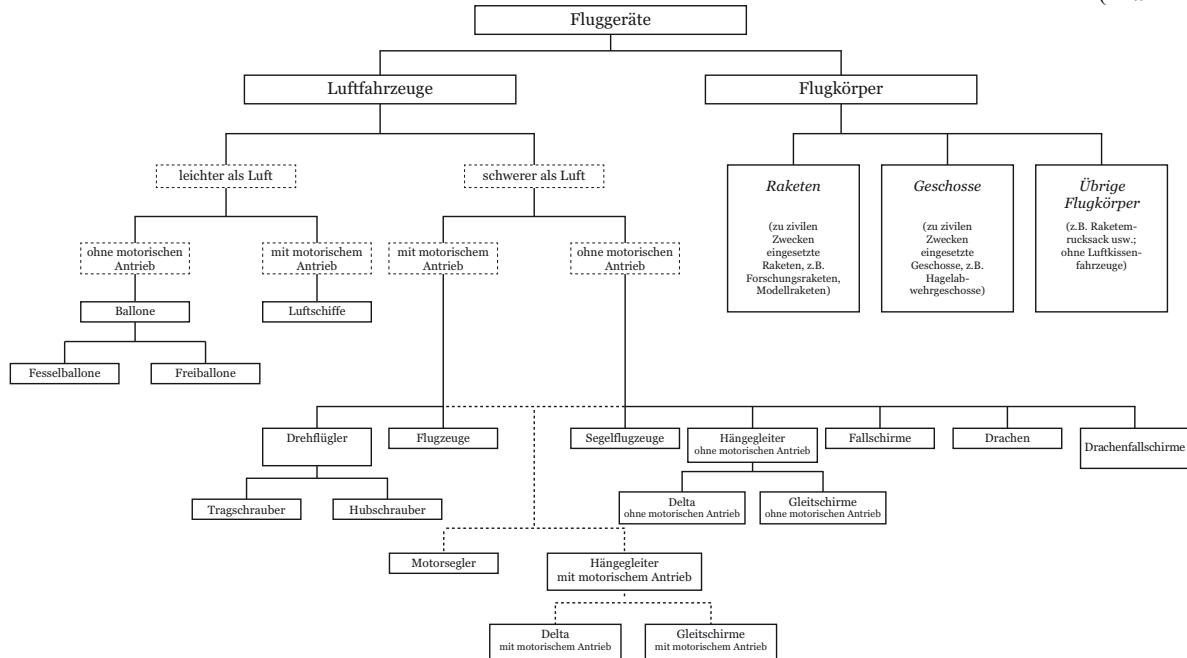 Fluggeräte
Luftfahrzeuge
Flugkörper
leichter als Luft
schwerer als Luft
Raketen
(zu zivilen
Zwecken
eingesetzte
Raketen, z.B.
Forschungsraketen,
Modellraketen)
Geschosse
(zu zivilen
Zwecken
eingesetzte
Geschosse, z.B.
Hagelab-
wehrgeschosse)
Übrige
Flugkörper
(z.B. Raketem-
rucksack usw.;
ohne Luftkissen-
fahrzeuge)
ohne motorischen
Antrieb
mit motorischem
Antrieb
mit motorischem
Antrieb
ohne motorischen
Antrieb
Ballone
Luftschiffe
Fesselballone
Freiballone
Drehflügler
Flugzeuge
Segelflugzeuge
Hängegleiter
ohne motorischen Antrieb
Fallschirme
Drachen
Drachenfallschirme
Tragschrauber
Hubschrauber
Delta
ohne motorischen Antrieb
Gleitschirme
ohne motorischen Antrieb
Motorsegler
Hängegleiter
mit motorischem Antrieb
Delta
mit motorischem Antrieb
Gleitschirme
mit motorischem Antrieb